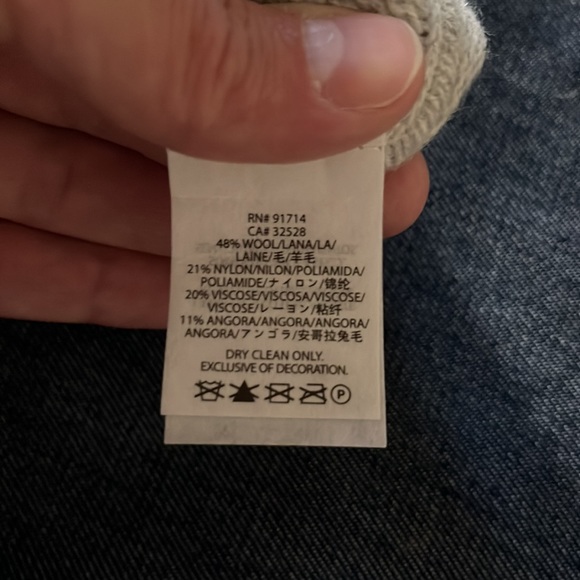 RN# 91714
CA# 32528
48% WOOL/LANA/LA/
LAINE/毛/羊毛
21% NYLON/NILON/POLIAMIDA/
POLIAMIDE/ナイロン/锦纶
20% VISCOSE/VISCOSA/VISCOSE/
VISCOSE/レーヨン/粘纤
11% ANGORA/ANGORA/ANGORA/
ANGORA/アンゴラ/安哥拉兔毛
DRY CLEAN ONLY.
EXCLUSIVE OF DECORATION.
P